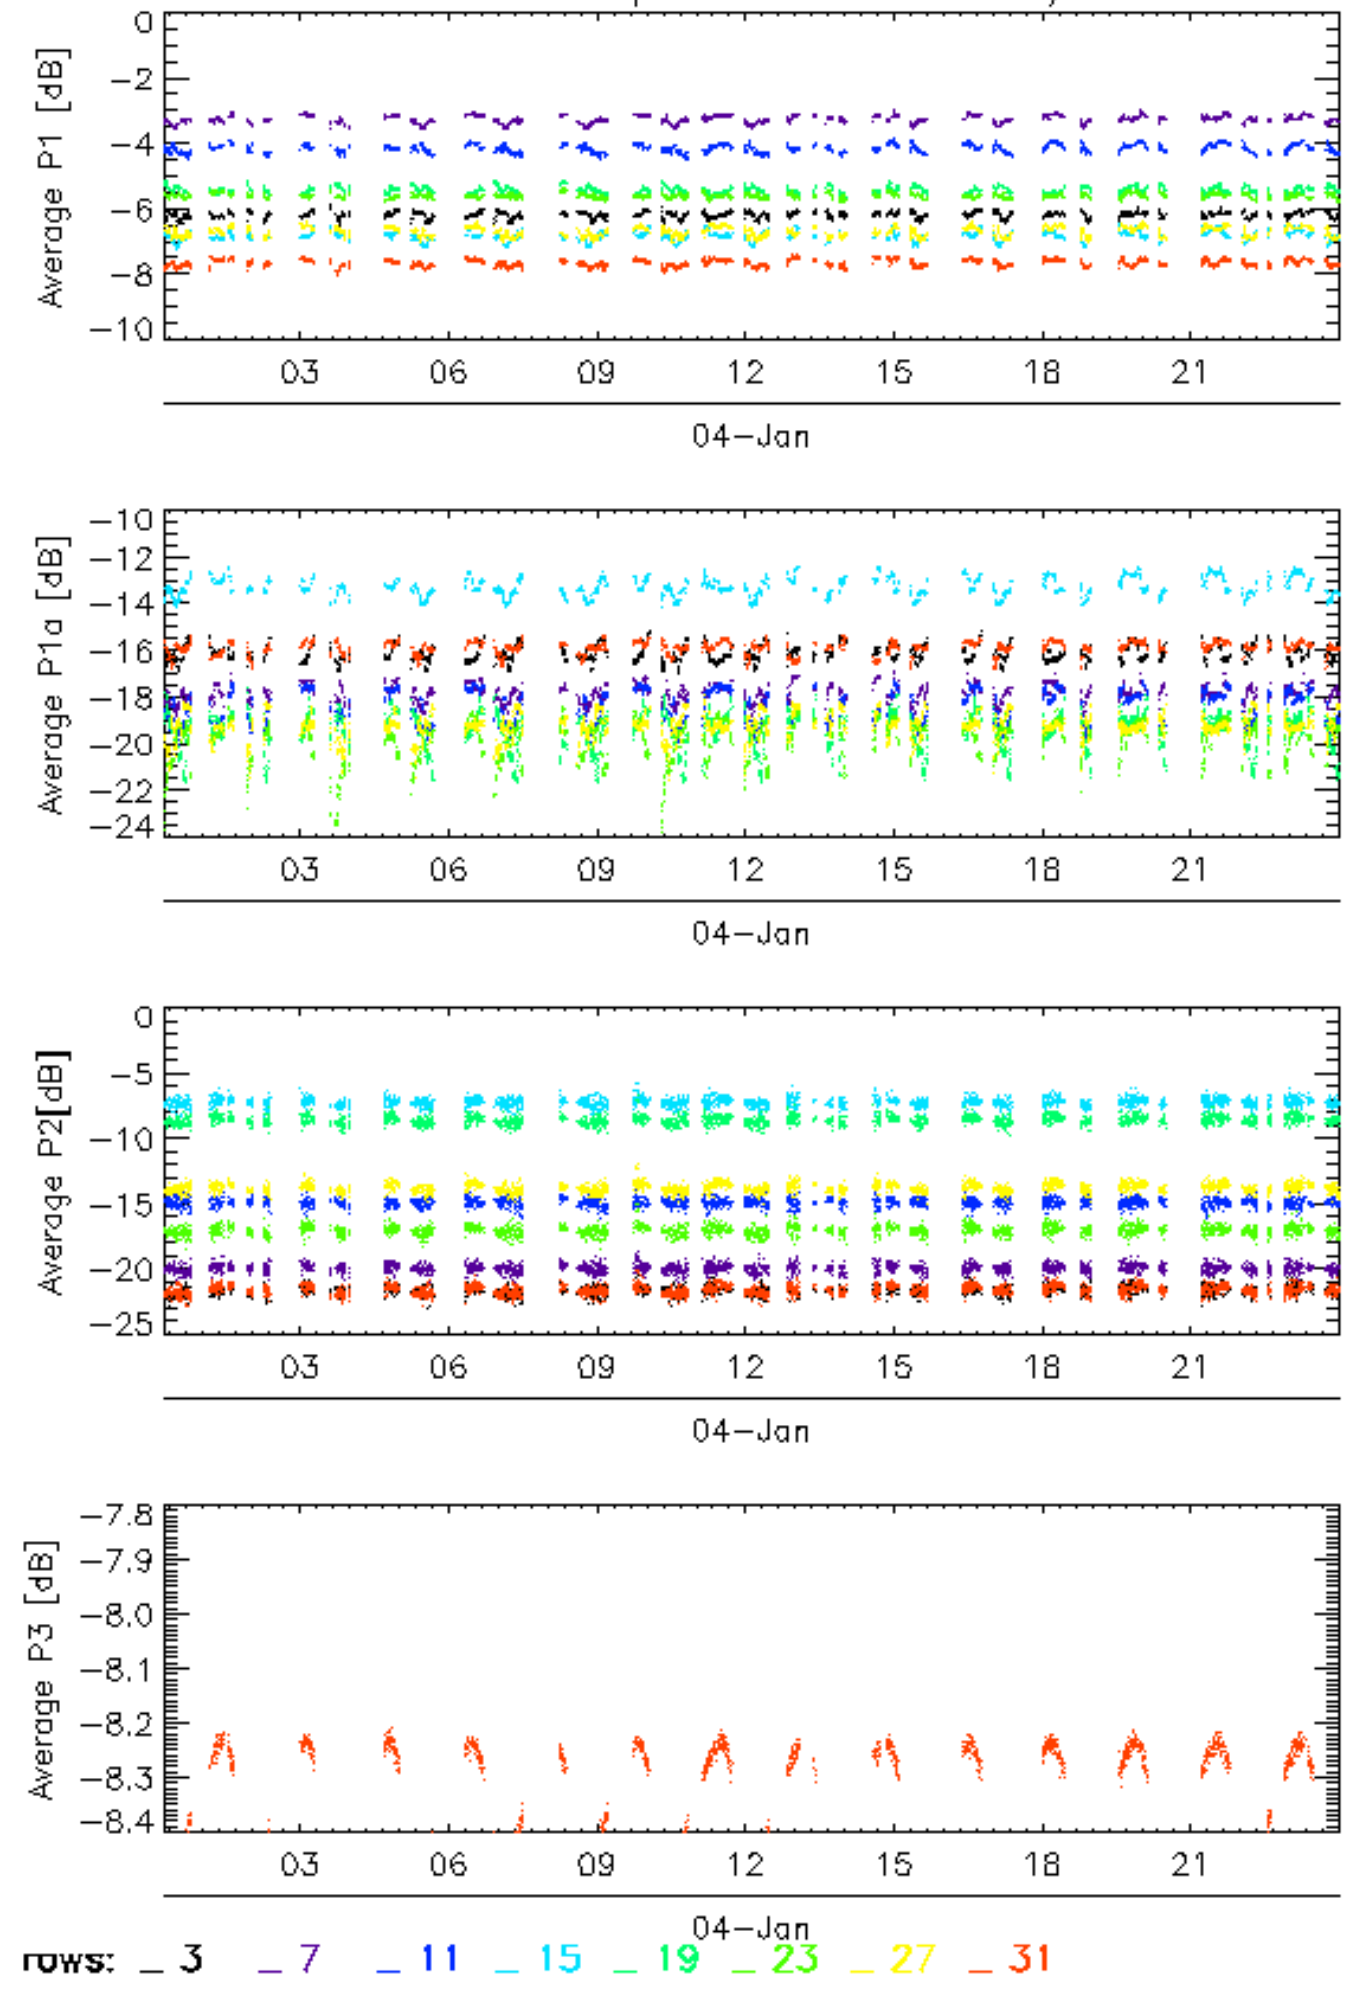 0
-2
-4
-6
-8
-10
Average P1 [dB]
03 06 09 12 15 18 21
04-Jan
-10
-12
-14
-16
-18
-20
-22
-24
Average P1a [dB]
03 06 09 12 15 18 21
04-Jan
0
-5
-10
-15
-20
-25
Average P2[dB]
03 06 09 12 15 18 21
04-Jan
-7.8
-7.9
-8.0
-8.1
-8.2
-8.3
-8.4
Average P3 [dB]
03 06 09 12 15 18 21
04-Jan
rows: _ 3 _ 7 _ 11 _ 15 _ 19 _ 23 _ 27 _ 31